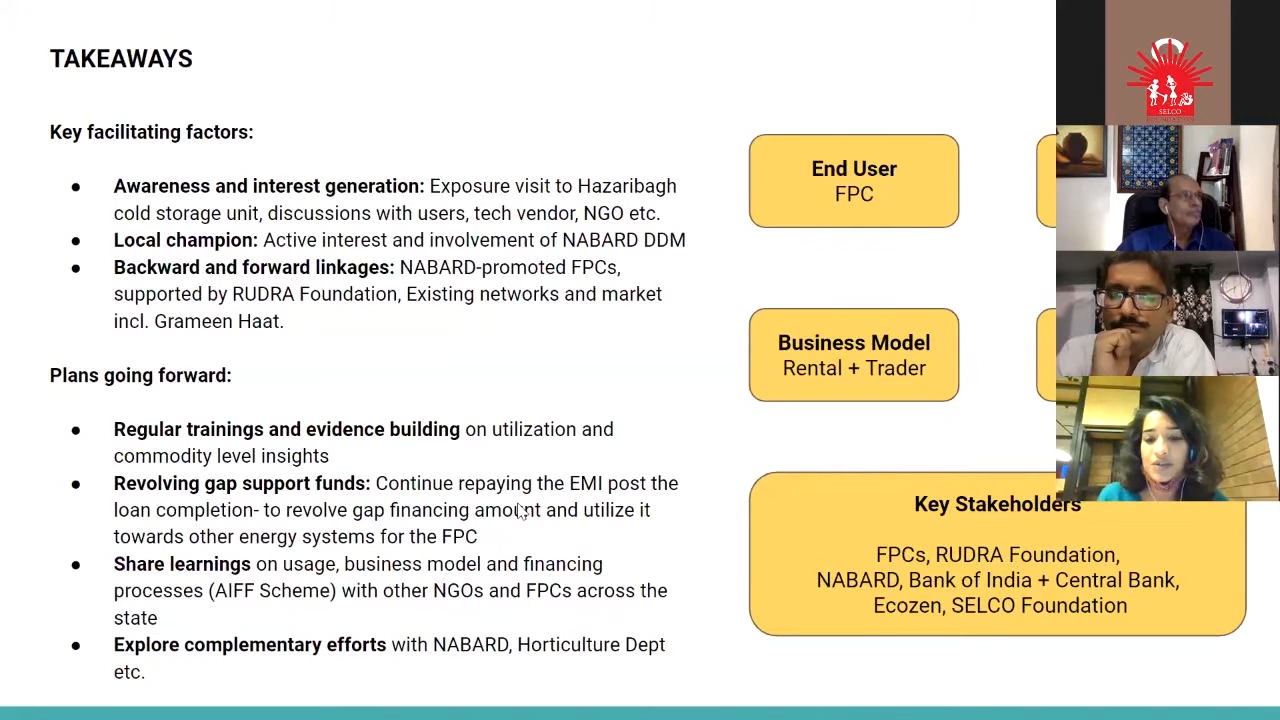 TAKEAWAYS
Key facilitating factors:
● Awareness and interest generation: Exposure visit to Hazaribagh
cold storage unit, discussions with users, tech vendor, NGO etc.
● Local champion: Active interest and involvement of NABARD DDM
● Backward and forward linkages: NABARD-promoted FPCs,
supported by RUDRA Foundation, Existing networks and market
incl. Grameen Haat.
Plans going forward:
● Regular trainings and evidence building on utilization and
commodity level insights
● Revolving gap support funds: Continue repaying the EMI post the
loan completion- to revolve gap financing amount and utilize it
towards other energy systems for the FPC
● Share learnings on usage, business model and financing
processes (AIFF Scheme) with other NGOs and FPCs across the
state
● Explore complementary efforts with NABARD, Horticulture Dept
etc.
End User
FPC
Business Model
Rental + Trader
Key Stakeholders
FPCs, RUDRA Foundation,
NABARD, Bank of India + Central Bank,
Ecozen, SELCO Foundation
SELCO
FOUNDATION